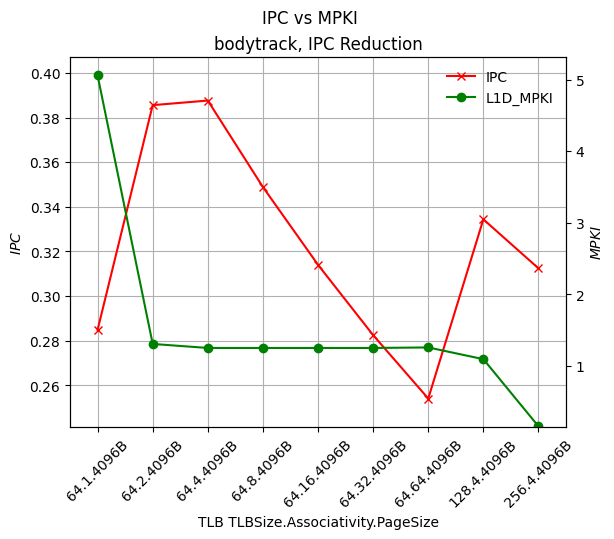 IPC vs MPKI
bodytrack, IPC Reduction
IPC
L1D_MPKI
0.40
0.38
0.36
0.34
0.32
0.30
0.28
0.26
IPC
5
4
3
2
1
MPKI
64.1.4096B
64.2.4096B
64.4.4096B
64.8.4096B
64.16.4096B
64.32.4096B
64.64.4096B
128.4.4096B
256.4.4096B
TLB TLBSize.Associativity.PageSize